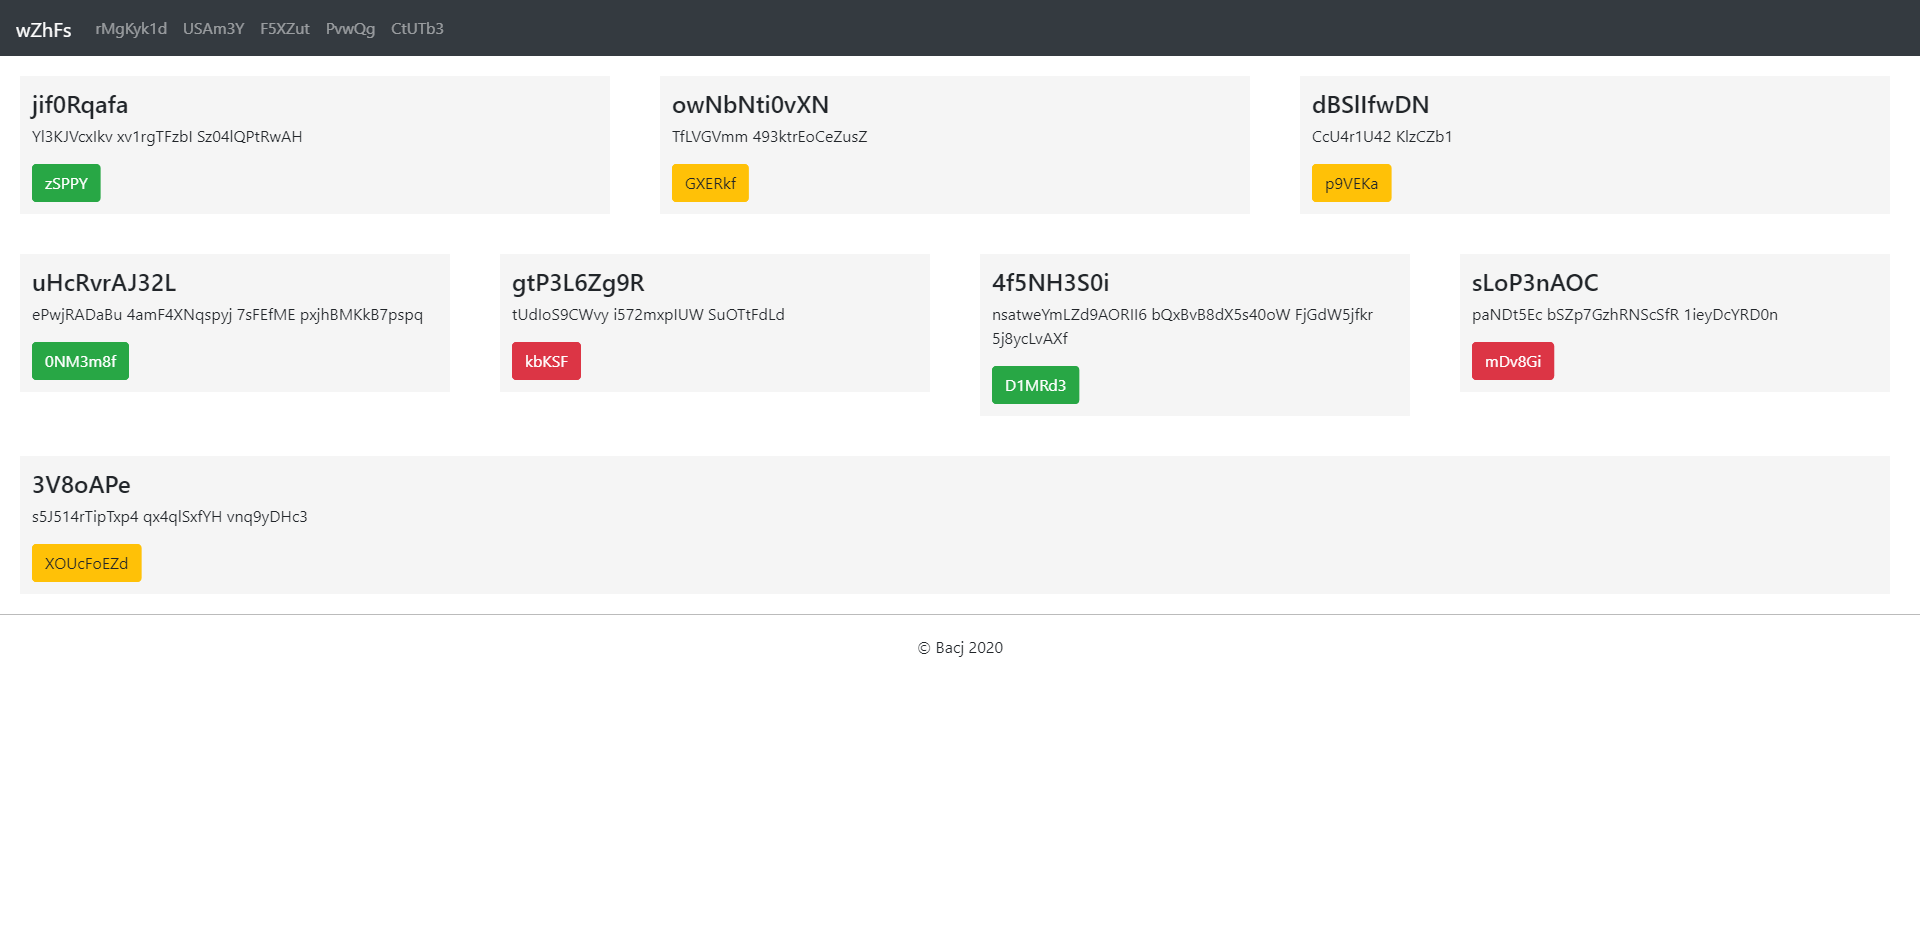 wZhFs rMgKyk1d USAm3Y F5XZut PvwQg CtUTb3
jif0Rqafa
Yl3KJVcxIkv xv1rgTFzbI Sz04lQPtRwAH
zSPPY
owNbNti0vXN
TfLVGVmm 493ktrEoCeZusZ
GXERkf
dBSlIfwDN
CcU4r1U42 KlzCZb1
p9VEKa
uHcRvrAJ32L
ePwjRADaBu 4amF4XNqspyj 7sFEfME pxjhBMKkB7pspq
0NM3m8f
gtP3L6Zg9R
tUdIoS9CWvy i572mxpIUW SuOTtFdLd
kbKSF
4f5NH3S0i
nsatweYmLZd9AORII6 bQxBvB8dX5s40oW FjGdW5jfkr
5j8ycLvAXf
D1MRd3
sLoP3nAOC
paNDt5Ec bSZp7GzhRNScSfR 1ieyDcYRD0n
mDv8Gi
3V8oAPe
s5J514rTipTxp4 qx4qlSxfYH vnq9yDHc3
XOUcFoEZd
© Bacj 2020